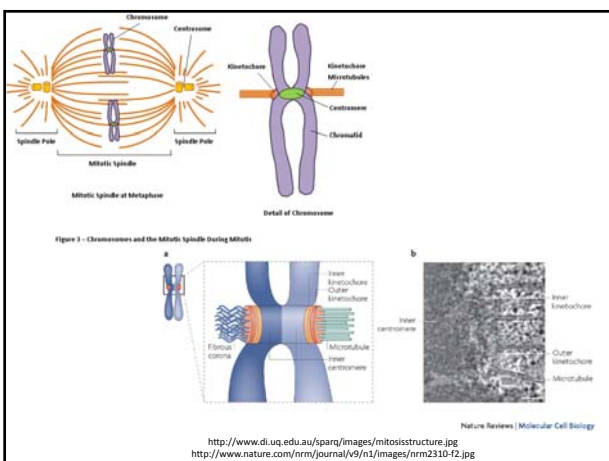 Chromosome
Centrosome
Spindle Pole
Spindle Pole
Mitotic Spindle
Mitotic Spindle at Metaphase
Kinetochore
Kinetochore
Microtubules
Centromere
Chromatid
Detail of Chromosome
Figure 3 – Chromosomes and the Mitotic Spindle During Mitosis
a
Inner
kinetochore
Outer
kinetochore
Fibrous
corona
Microtubule
Inner
centromere
b
Inner
centromere
Inner
kinetochore
Outer
kinetochore
Microtubule
Nature Reviews | Molecular Cell Biology
http://www.di.uq.edu.au/sparq/images/mitosisstructure.jpg
http://www.nature.com/nrm/journal/v9/n1/images/nrm2310-f2.jpg